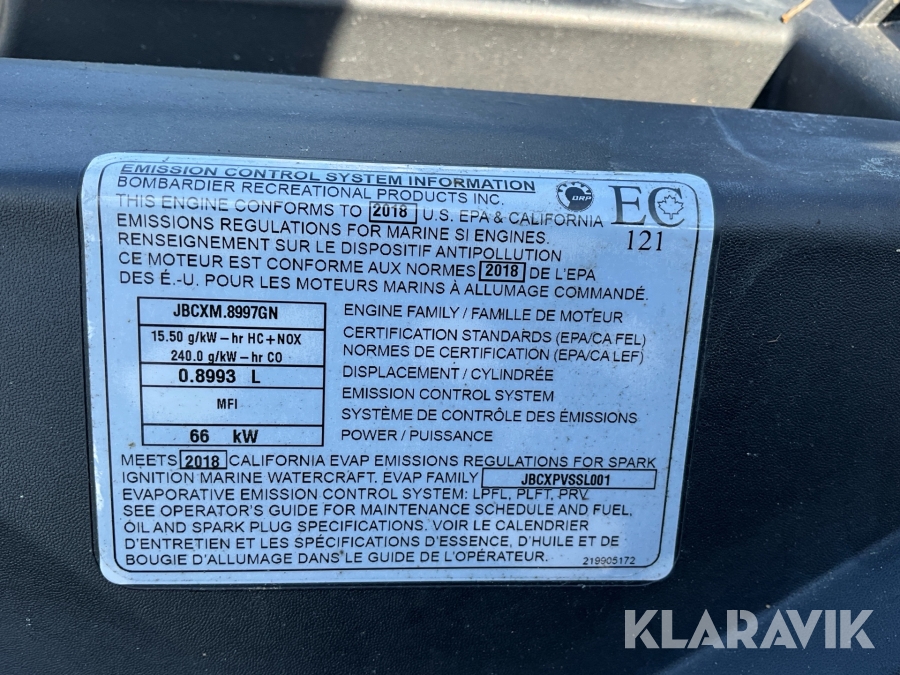 EMISSION CONTROL SYSTEM INFORMATION
BOMBARDIER RECREATIONAL PRODUCTS INC.
THIS ENGINE CONFORMS TO 2018 U.S. EPA & CALIFORNIA
EMISSIONS REGULATIONS FOR MARINE SI ENGINES.
RENSEIGNEMENT SUR LE DISPOSITIF ANTIPOLLUTION
CE MOTEUR EST CONFORME AUX NORMES 2018 DE L'EPA
DES É.-U. POUR LES MOTEURS MARINS À ALLUMAGE COMMANDÉ.
BRP
EC
121
JBCXM.8997GN ENGINE FAMILY / FAMILLE DE MOTEUR
15.50 g/kW – hr HC + NOX CERTIFICATION STANDARDS (EPA/CA FEL)
240.0 g/kW – hr CO NORMES DE CERTIFICATION (EPA/CA LEF)
0.8993 L DISPLACEMENT / CYLINDRÉE
MFI EMISSION CONTROL SYSTEM
SYSTÈME DE CONTRÔLE DES ÉMISSIONS
66 kW POWER / PUISSANCE
MEETS 2018 CALIFORNIA EVAP EMISSIONS REGULATIONS FOR SPARK
IGNITION MARINE WATERCRAFT. EVAP FAMILY JBCXPVSSL001
EVAPORATIVE EMISSION CONTROL SYSTEM: LPFL, PLFT, PRV
SEE OPERATOR'S GUIDE FOR MAINTENANCE SCHEDULE AND FUEL,
OIL AND SPARK PLUG SPECIFICATIONS. VOIR LE CALENDRIER
D'ENTRETIEN ET LES SPÉCIFICATIONS D'ESSENCE, D'HUILE ET DE
BOUGIE D'ALLUMAGE DANS LE GUIDE DE L'OPÉRATEUR.
219905172
KLARAVIK